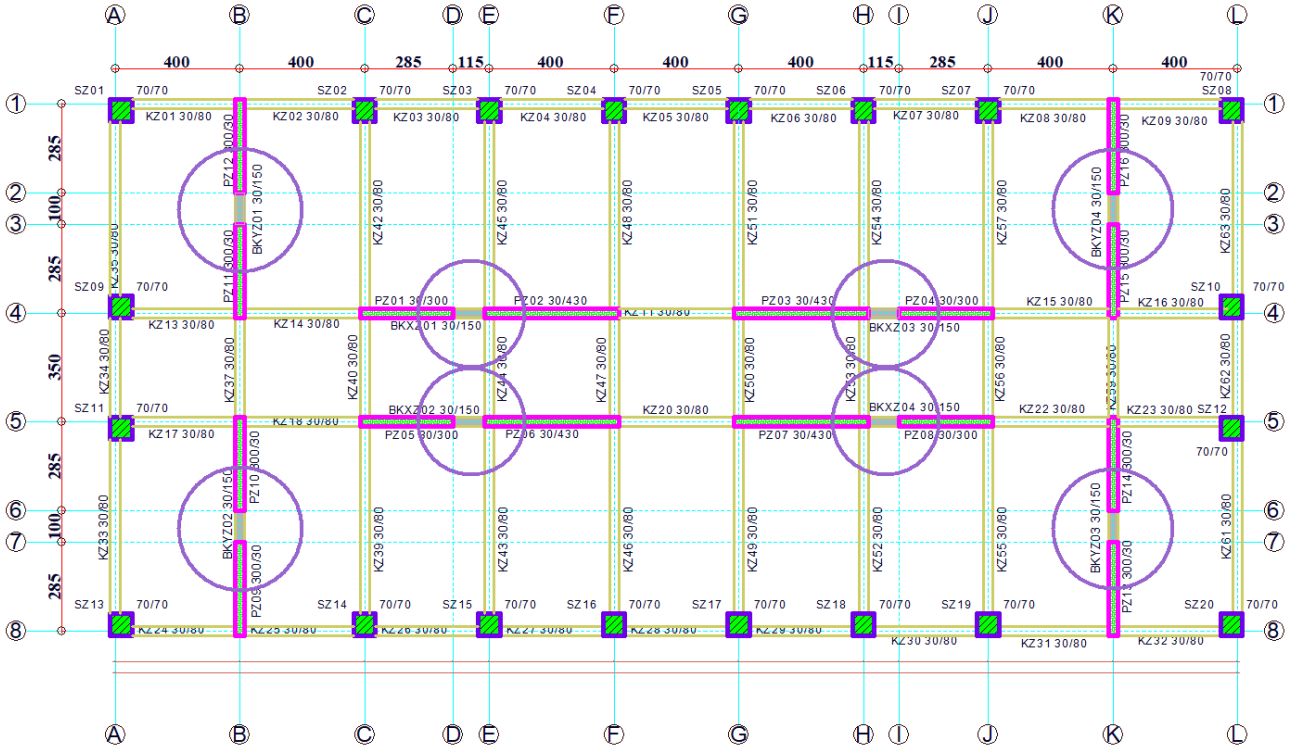 A B C D E F G H I J K L
400 400 285 115 400 400 400 115 285 400 400
70/70
SZ01 70/70 SZ02 70/70 SZ03 70/70 SZ04 70/70 SZ05 70/70 SZ06 70/70 SZ07 70/70 SZ08
1 1
KZ01 30/80 KZ02 30/80 KZ03 30/80 KZ04 30/80 KZ05 30/80 KZ06 30/80 KZ07 30/80 KZ08 30/80 KZ09 30/80
285
PZ12 300/30 PZ16 300/30
2 2
100
BKYZ01 30/150 KZ42 30/80 KZ45 30/80 KZ48 30/80 KZ51 30/80 KZ54 30/80 KZ57 30/80 BKYZ04 30/150 KZ63 30/80
3 3
285
KZ35 30/80 PZ11 300/30 PZ15 300/30
SZ09 70/70 SZ10 70/70
PZ01 30/300 PZ02 30/430 PZ03 30/430 PZ04 30/300 KZ15 30/80 KZ16 30/80
4 4
KZ13 30/80 KZ14 30/80 BKXZ01 30/150 KZ11 30/80 BKXZ03 30/150
350
KZ34 30/80 KZ37 30/80 KZ40 30/80 KZ44 30/80 KZ47 30/80 KZ50 30/80 KZ53 30/80 KZ56 30/80 KZ59 30/80 KZ62 30/80
SZ11 70/70 BKXZ02 30/150 KZ20 30/80 BKXZ04 30/150 KZ22 30/80 KZ23 30/80 SZ12
5 5
KZ17 30/80 KZ18 30/80 PZ05 30/300 PZ06 30/430 PZ07 30/430 PZ08 30/300
70/70
285
PZ10 300/30 PZ14 300/30
6 6
100
KZ33 30/80 BKYZ02 30/150 KZ39 30/80 KZ43 30/80 KZ46 30/80 KZ49 30/80 KZ52 30/80 KZ55 30/80 BKYZ03 30/150 KZ61 30/80
7 7
285
PZ09 300/30 PZ13 300/30
SZ13 70/70 SZ14 70/70 SZ15 70/70 SZ16 70/70 SZ17 70/70 SZ18 70/70 SZ19 70/70 SZ20 70/70
8 8
KZ24 30/80 KZ25 30/80 KZ26 30/80 KZ27 30/80 KZ28 30/80 KZ29 30/80 KZ30 30/80 KZ31 30/80 KZ32 30/80
A B C D E F G H I J K L